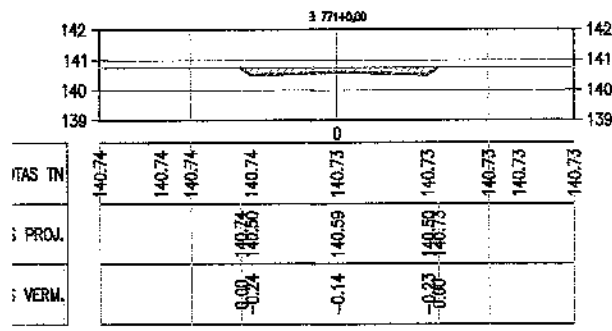 3 771+0,00
142 142
141 141
140 140
139 139
0
OTAS TN 140.74 140.74 140.74 140.74 140.73 140.73 140.73 140.73 140.73
S PROJ. 140.74 140.50 140.59 140.50 140.73
S VERM. 0.00 -0.24 -0.14 -0.23 0.00